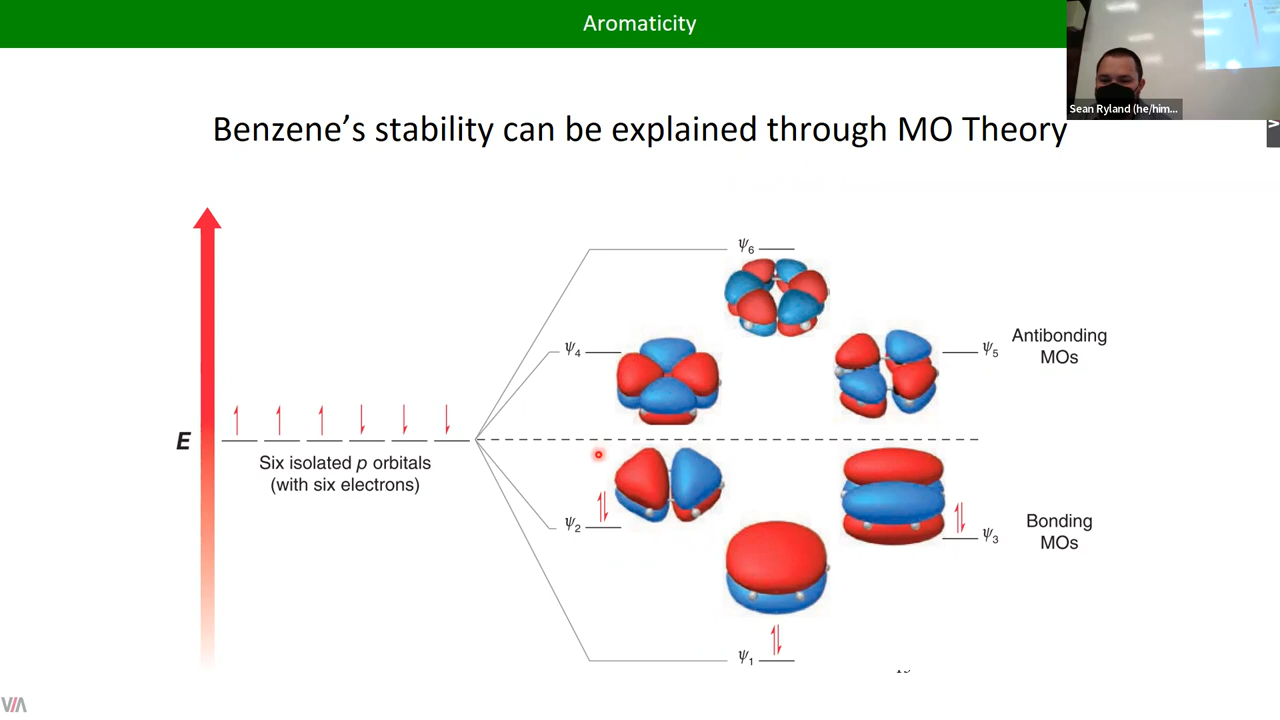 Aromaticity
Sean Ryland (he/him...
Benzene's stability can be explained through MO Theory
ψ6
ψ4
ψ5
Antibonding
MOs
E
Six isolated p orbitals
(with six electrons)
ψ2
ψ3
Bonding
MOs
ψ1
VIA